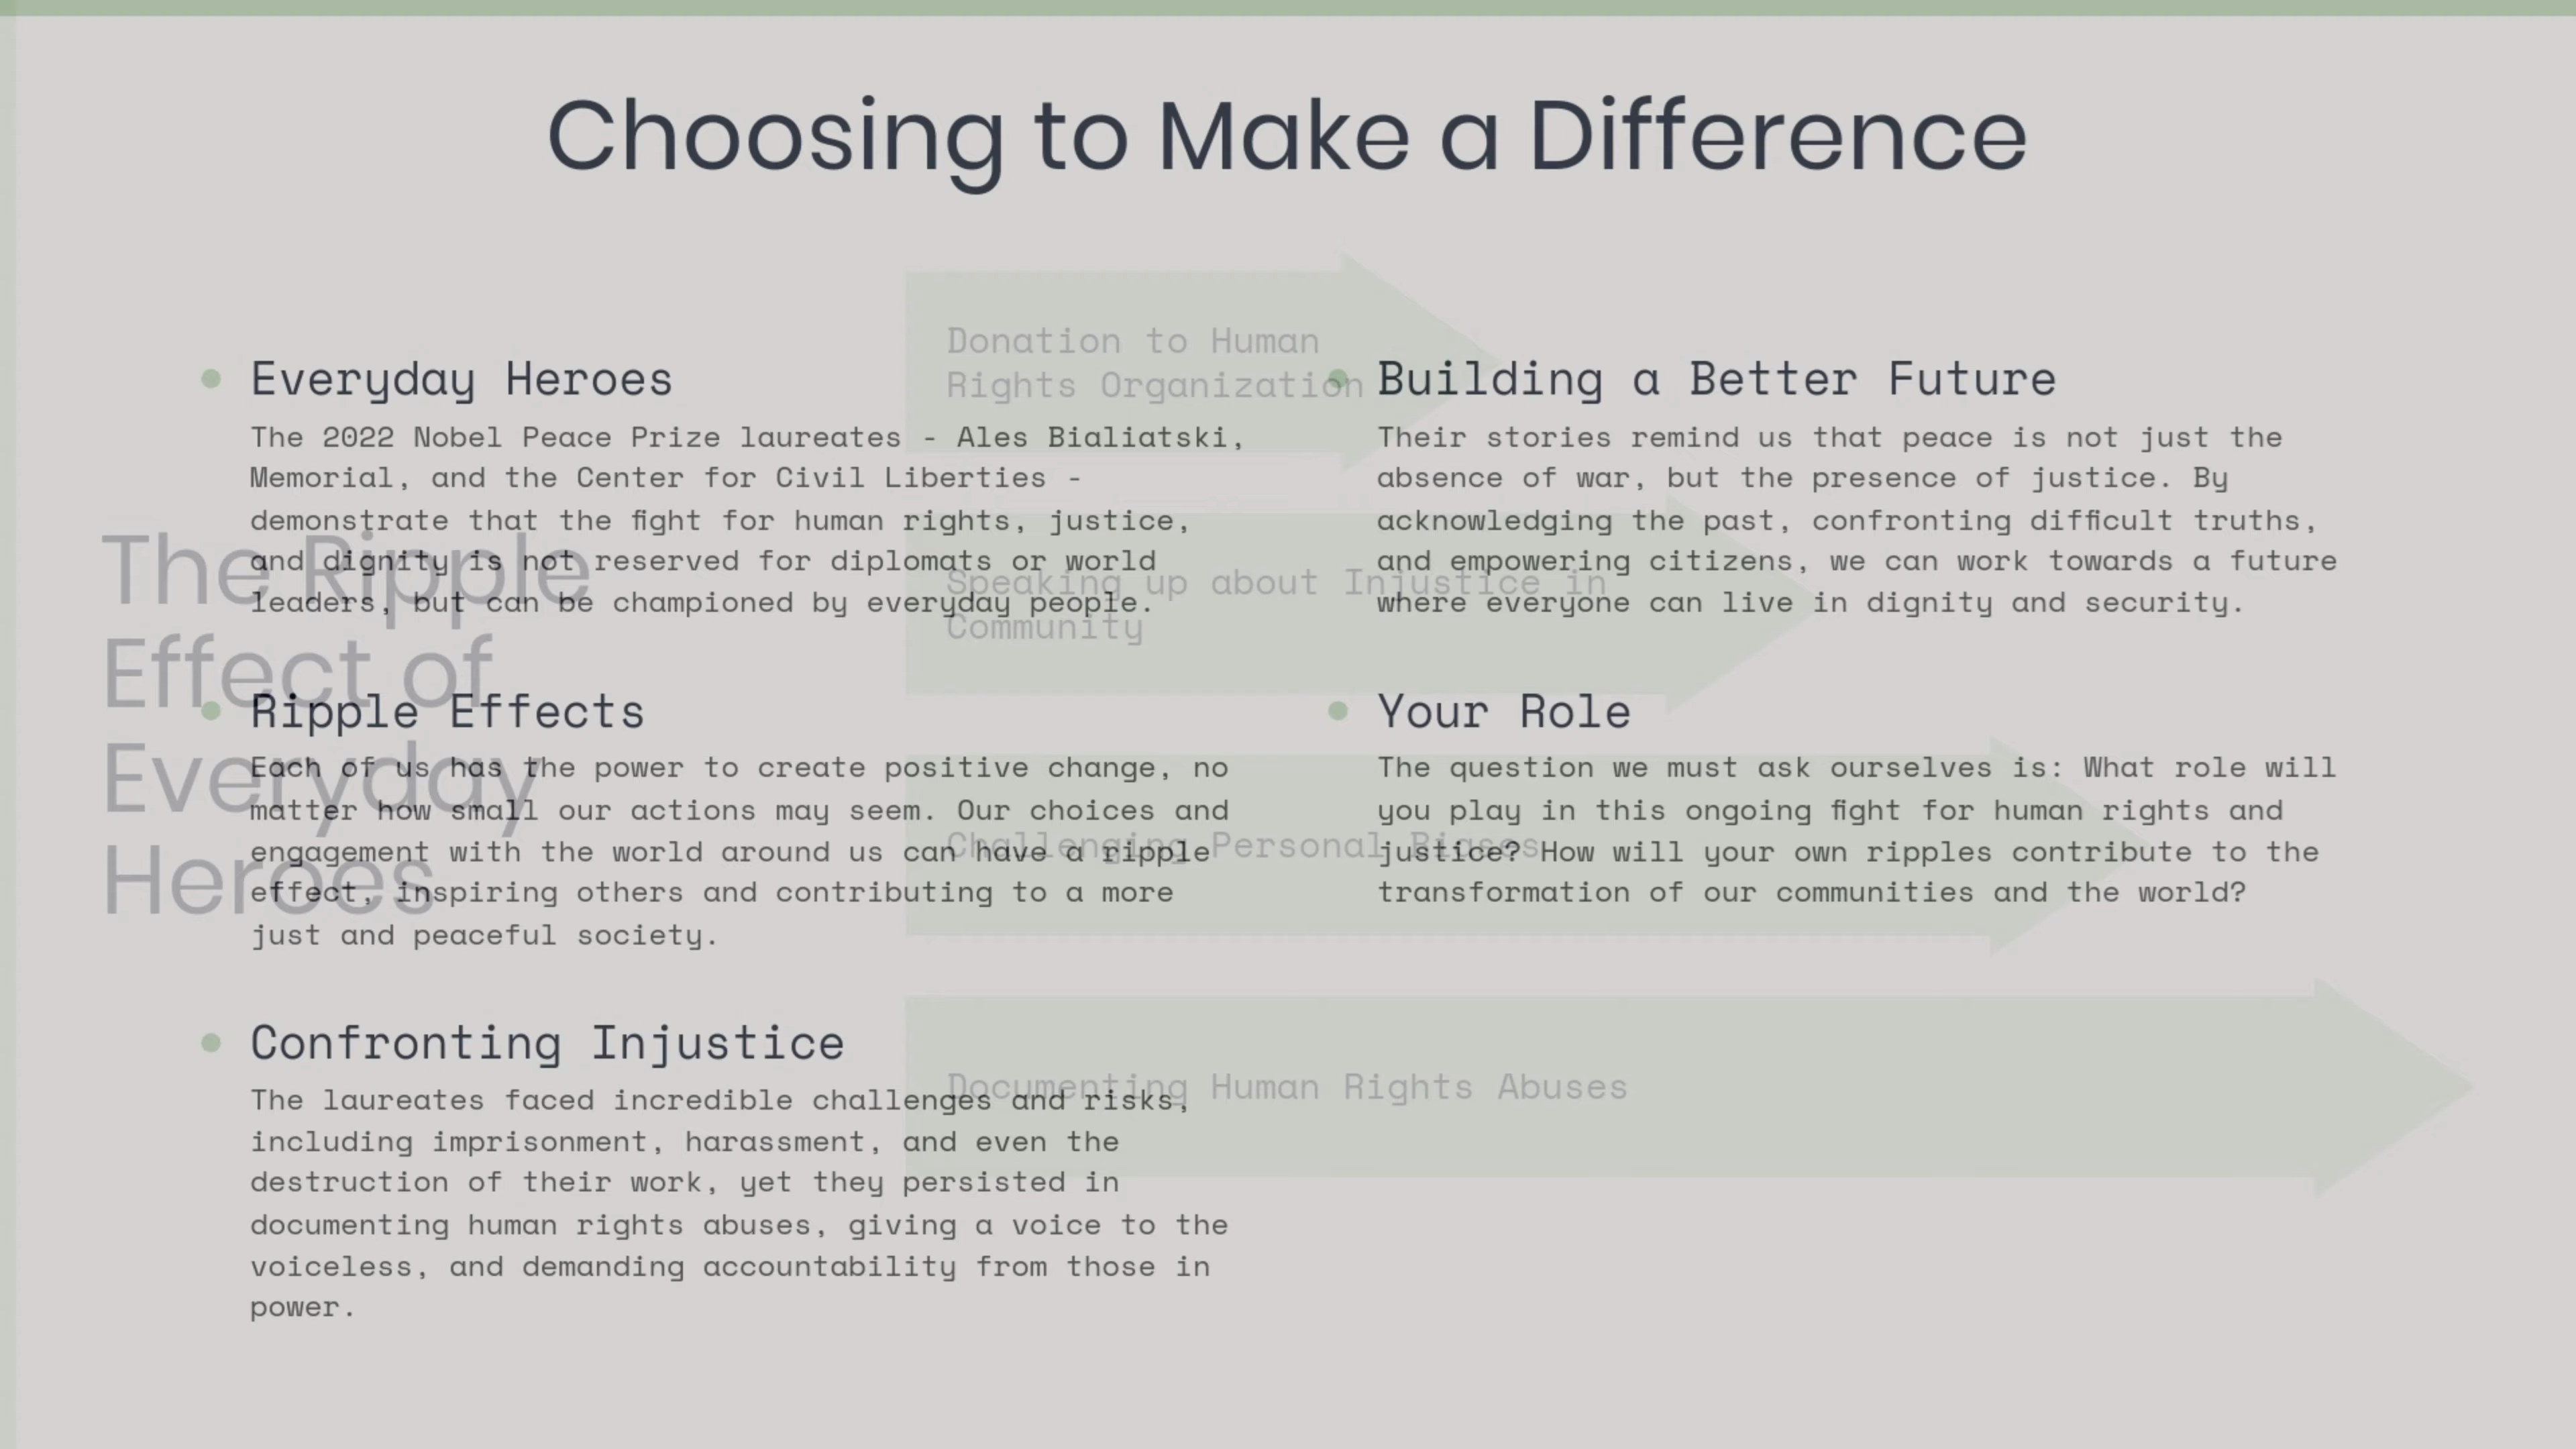 Choosing to Make a Difference
Everyday Heroes
The 2022 Nobel Peace Prize laureates - Ales Bialiatski,
Memorial, and the Center for Civil Liberties -
demonstrate that the fight for human rights, justice,
and dignity is not reserved for diplomats or world
leaders, but can be championed by everyday people.
Ripple Effects
Each of us has the power to create positive change, no
matter how small our actions may seem. Our choices and
engagement with the world around us can have a ripple
effect, inspiring others and contributing to a more
just and peaceful society.
Confronting Injustice
The laureates faced incredible challenges and risks,
including imprisonment, harassment, and even the
destruction of their work, yet they persisted in
documenting human rights abuses, giving a voice to the
voiceless, and demanding accountability from those in
power.
Building a Better Future
Their stories remind us that peace is not just the
absence of war, but the presence of justice. By
acknowledging the past, confronting difficult truths,
and empowering citizens, we can work towards a future
where everyone can live in dignity and security.
Your Role
The question we must ask ourselves is: What role will
you play in this ongoing fight for human rights and
justice? How will your own ripples contribute to the
transformation of our communities and the world?
The Ripple
Effect of
Everyday
Heroes
Donation to Human
Rights Organization
Speaking up about Injustice in
Community
Challenging Personal Biases
Documenting Human Rights Abuses